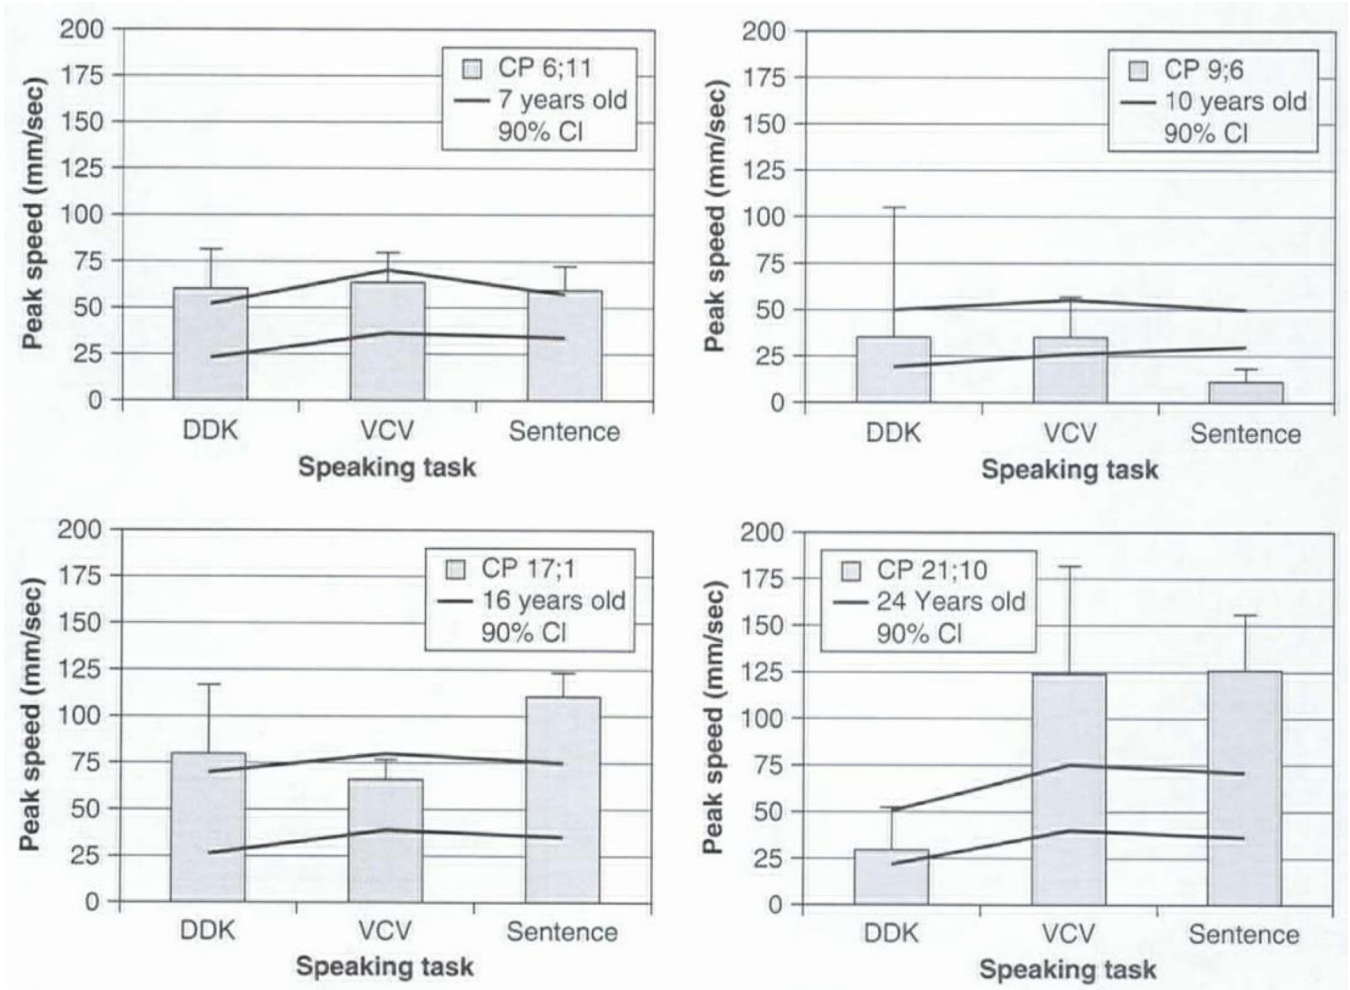 200
175
150
125
100
75
50
25
0
Peak speed (mm/sec)
CP 6;11
7 years old
90% CI
DDK VCV Sentence
Speaking task
200
175
150
125
100
75
50
25
0
Peak speed (mm/sec)
CP 9;6
10 years old
90% CI
DDK VCV Sentence
Speaking task
200
175
150
125
100
75
50
25
0
Peak speed (mm/sec)
CP 17;1
16 years old
90% CI
DDK VCV Sentence
Speaking task
200
175
150
125
100
75
50
25
0
Peak speed (mm/sec)
CP 21;10
24 Years old
90% CI
DDK VCV Sentence
Speaking task